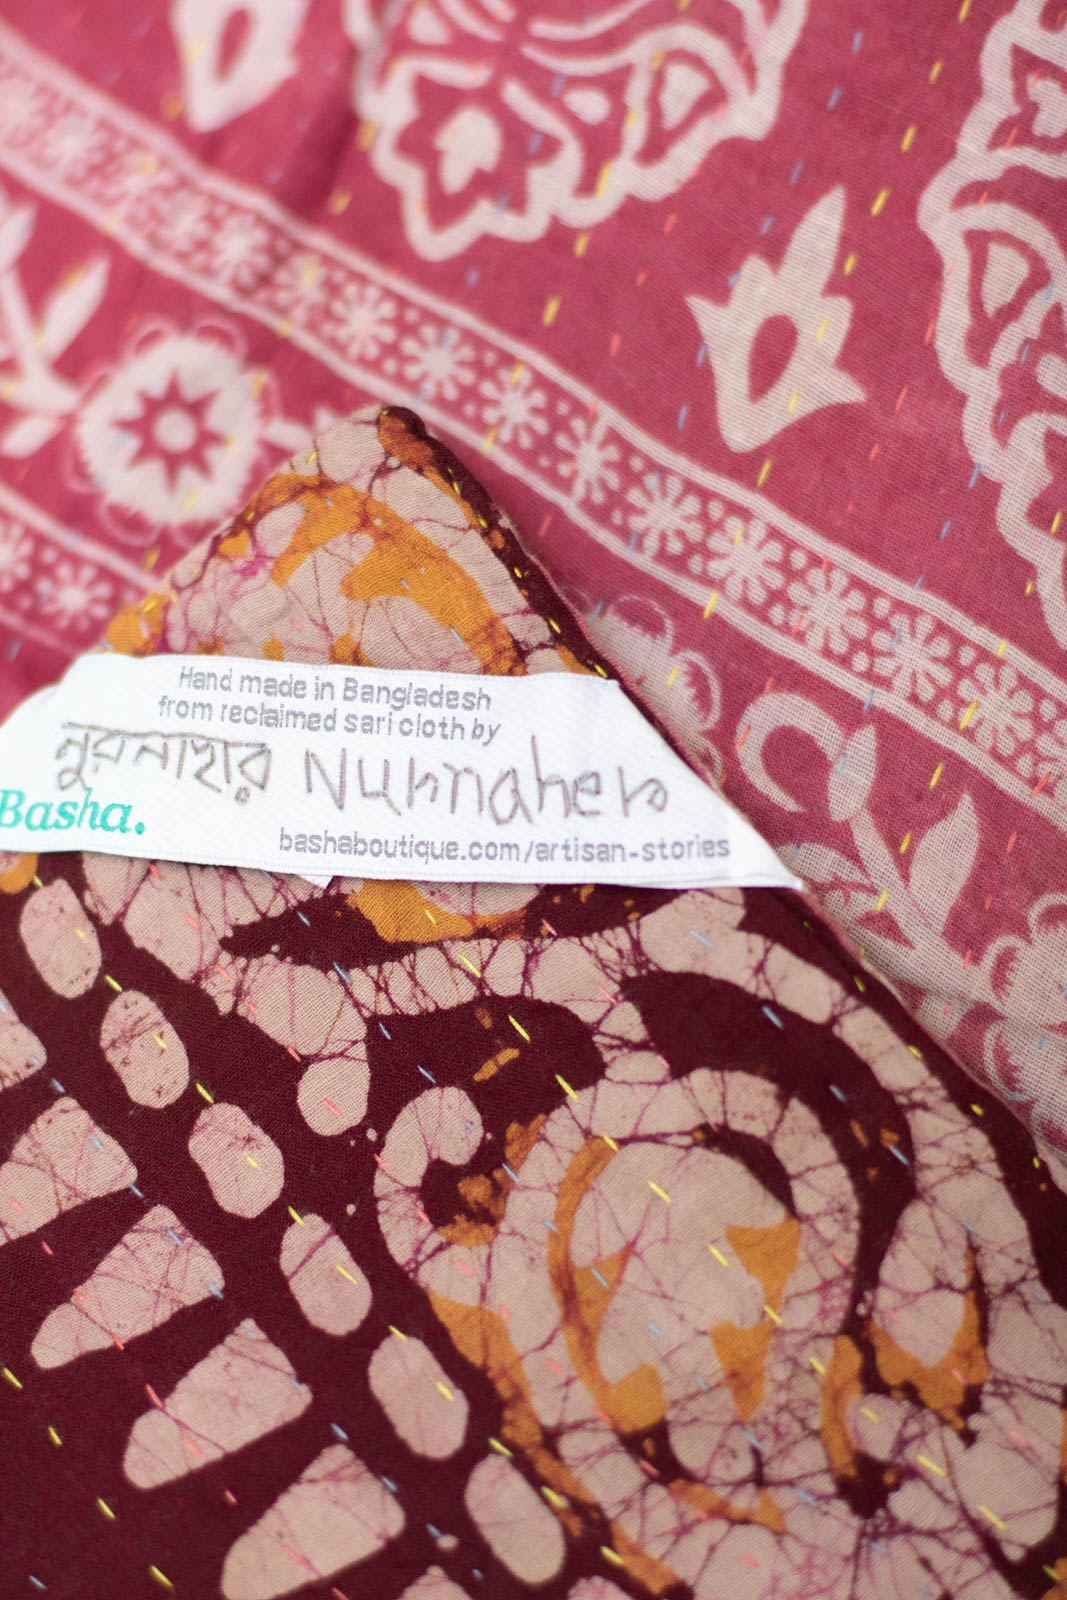 Hand made in Bangladesh
from reclaimed sari cloth by
নুরনাহার Nurnaher
Basha.
bashaboutique.com/artisan-stories